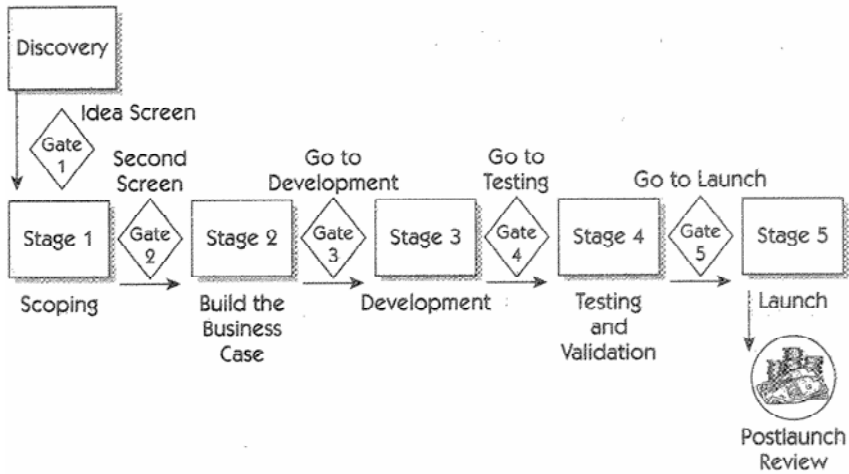 Discovery
Idea Screen
Gate
1
Second
Screen
Go to
Development
Go to
Testing
Go to Launch
Stage 1
Gate
2
Stage 2
Gate
3
Stage 3
Gate
4
Stage 4
Gate
5
Stage 5
Scoping
Build the
Business
Case
Development
Testing
and
Validation
Launch
Postlaunch
Review